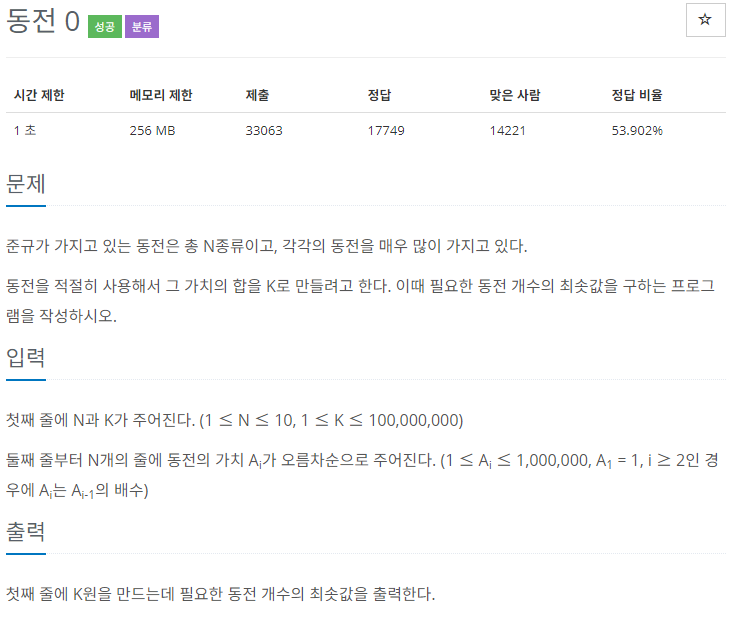 동전 0 성공 분류
☆
시간 제한 메모리 제한 제출 정답 맞은 사람 정답 비율
1 초 256 MB 33063 17749 14221 53.902%
문제
준규가 가지고 있는 동전은 총 N종류이고, 각각의 동전을 매우 많이 가지고 있다.
동전을 적절히 사용해서 그 가치의 합을 K로 만들려고 한다. 이때 필요한 동전 개수의 최솟값을 구하는 프로그
램을 작성하시오.
입력
첫째 줄에 N과 K가 주어진다. (1 ≤ N ≤ 10, 1 ≤ K ≤ 100,000,000)
둘째 줄부터 N개의 줄에 동전의 가치 Aᵢ가 오름차순으로 주어진다. (1 ≤ Aᵢ ≤ 1,000,000, A₁ = 1, i ≥ 2인 경
우에 Aᵢ는 Aᵢ₋₁의 배수)
출력
첫째 줄에 K원을 만드는데 필요한 동전 개수의 최솟값을 출력한다.